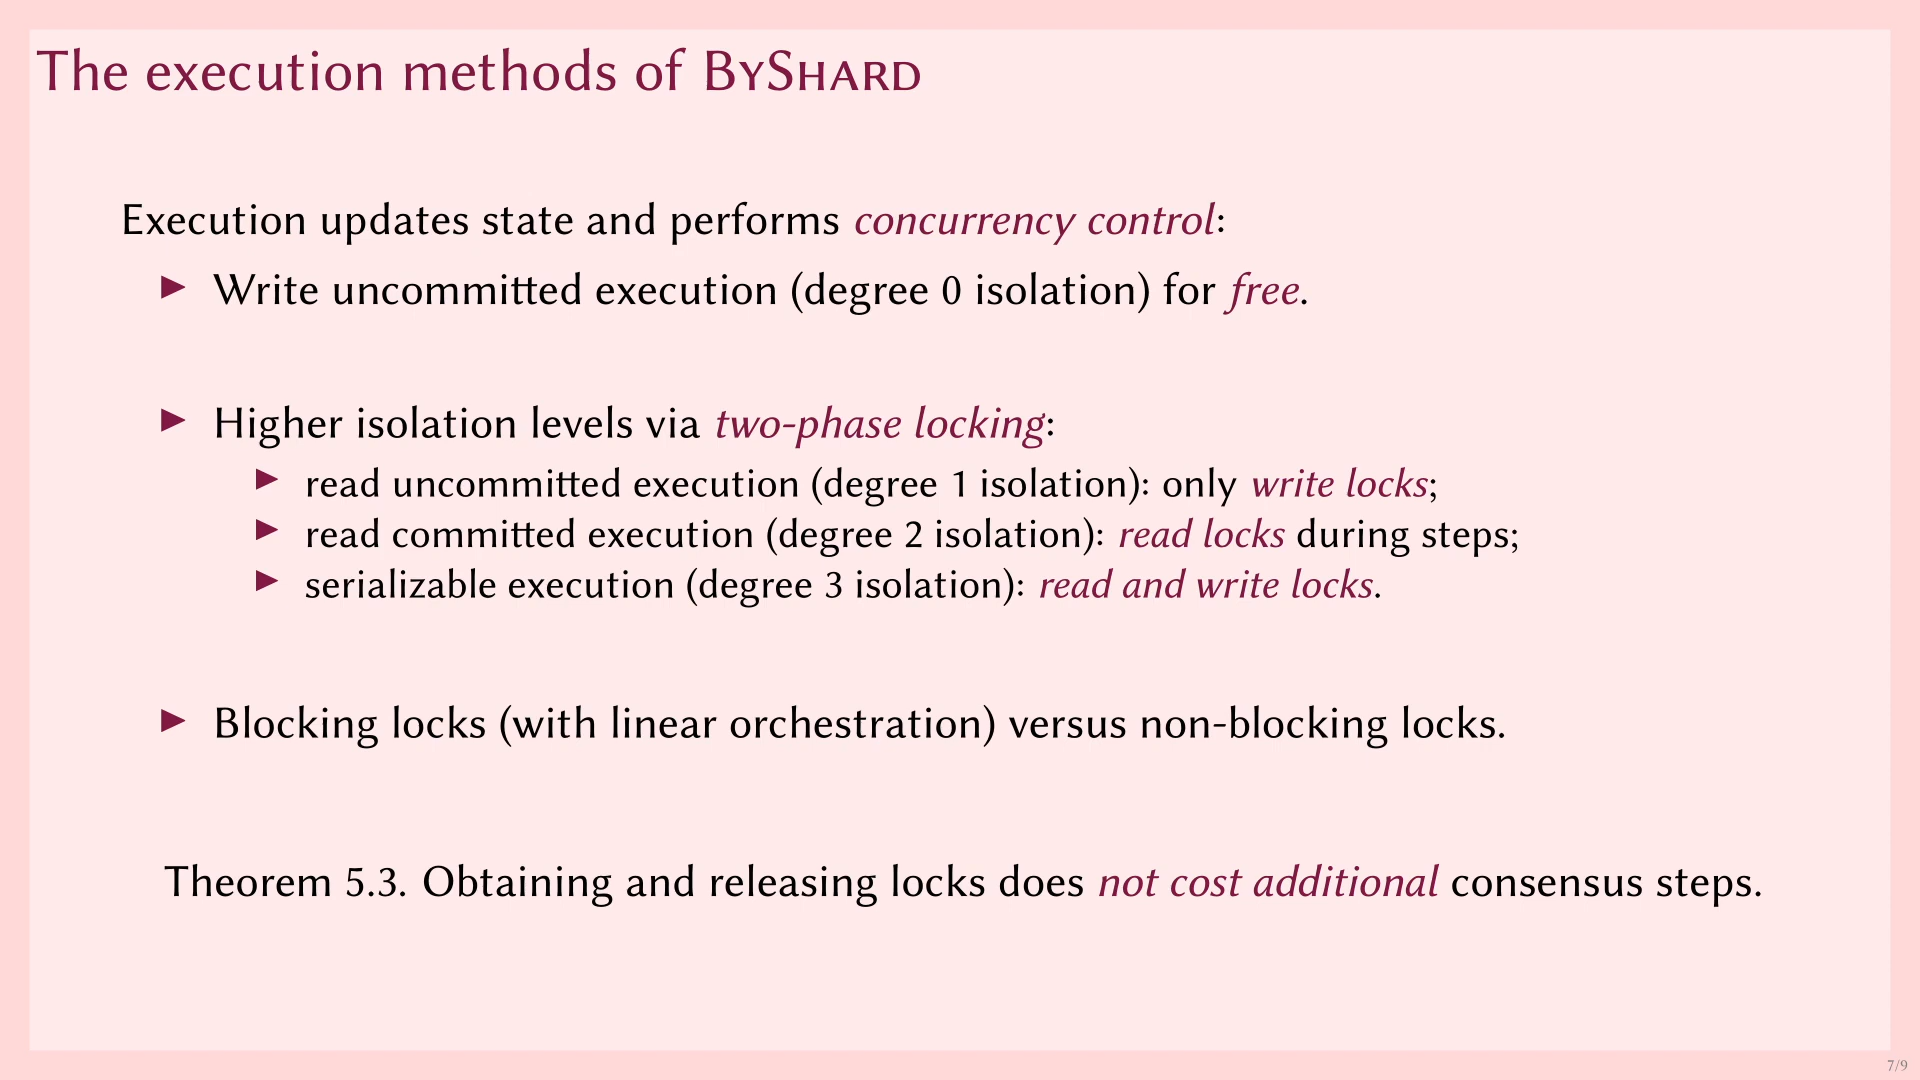 The execution methods of ByShard
Execution updates state and performs concurrency control:
▶ Write uncommitted execution (degree 0 isolation) for free.
▶ Higher isolation levels via two-phase locking:
▶ read uncommitted execution (degree 1 isolation): only write locks;
▶ read committed execution (degree 2 isolation): read locks during steps;
▶ serializable execution (degree 3 isolation): read and write locks.
▶ Blocking locks (with linear orchestration) versus non-blocking locks.
Theorem 5.3. Obtaining and releasing locks does not cost additional consensus steps.
7/9